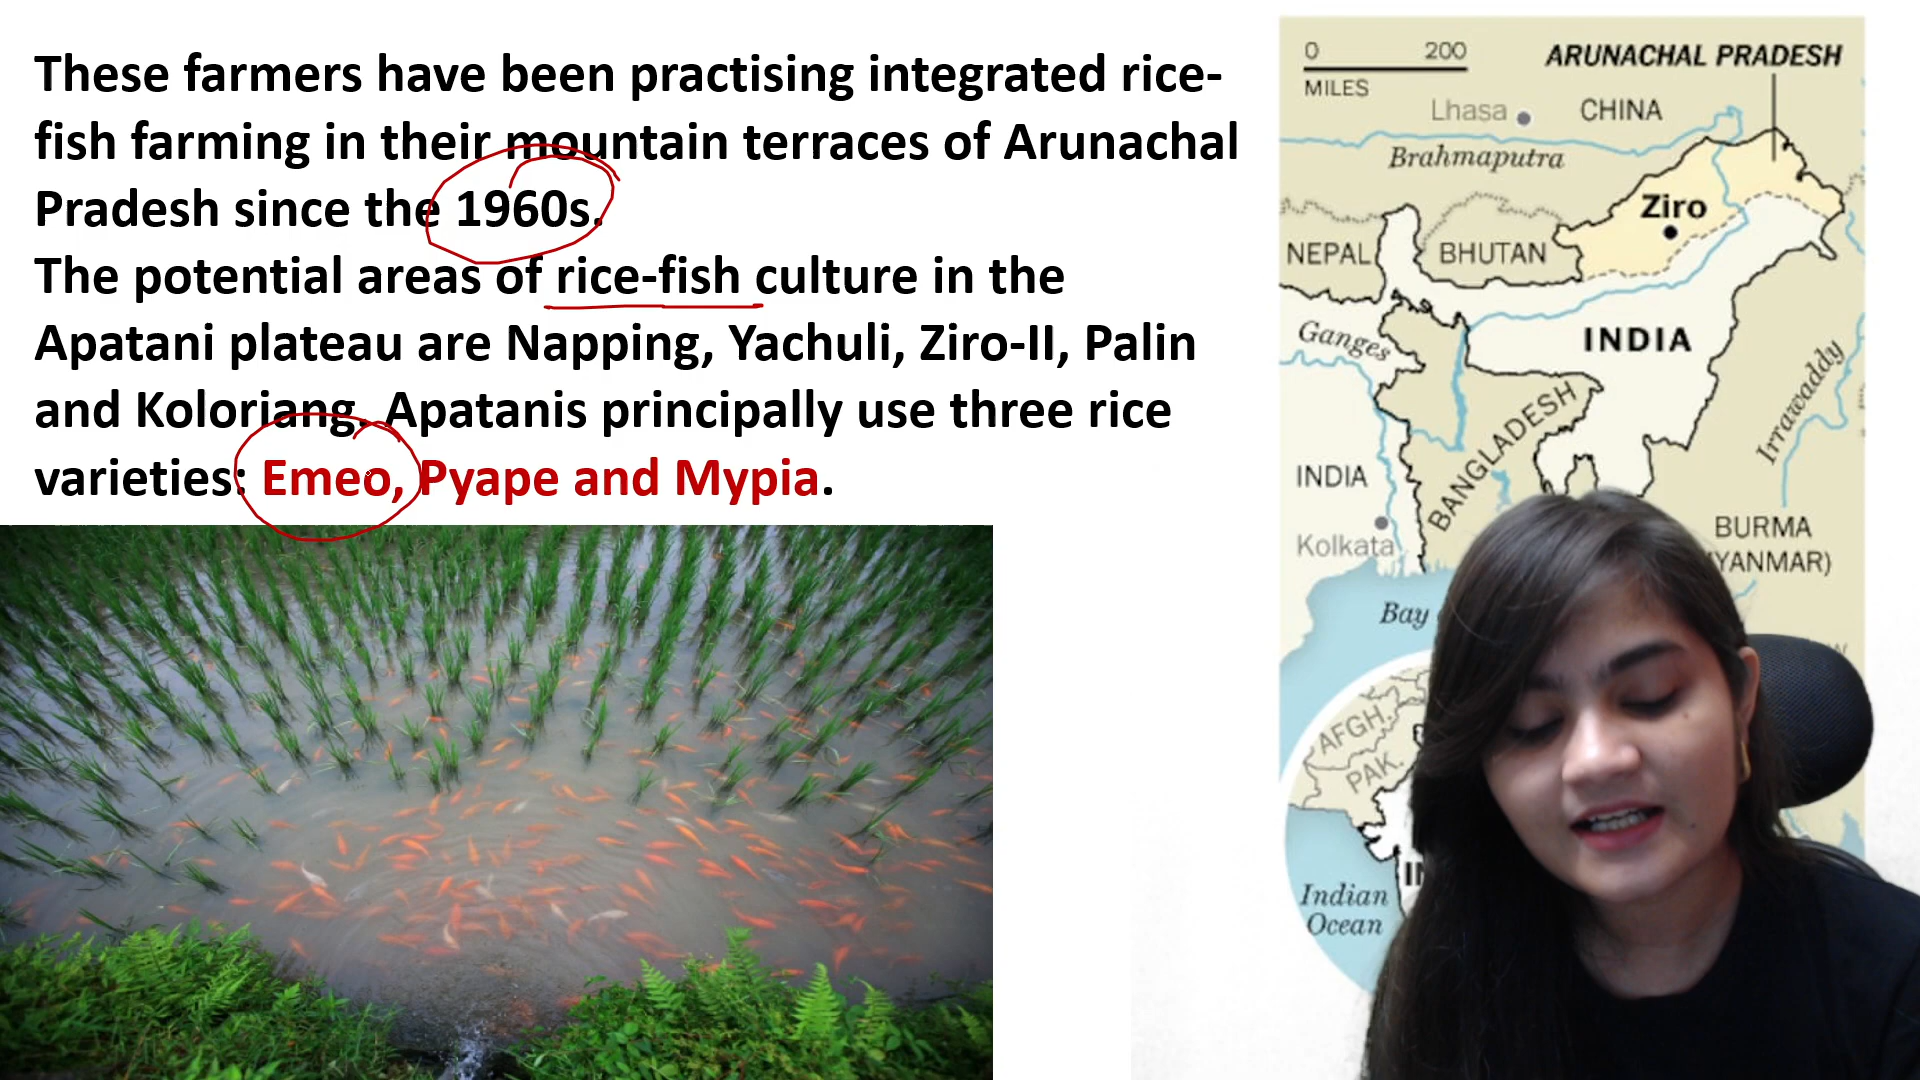 These farmers have been practising integrated rice-
fish farming in their mountain terraces of Arunachal
Pradesh since the 1960s.
The potential areas of rice-fish culture in the
Apatani plateau are Napping, Yachuli, Ziro-II, Palin
and Koloriang. Apatanis principally use three rice
varieties: Emeo, Pyape and Mypia.
0 200
MILES
ARUNACHAL PRADESH
Lhasa
CHINA
Brahmaputra
Ziro
NEPAL
BHUTAN
Ganges
INDIA
Irrawaddy
BANGLADESH
INDIA
Kolkata
BURMA
YANMAR)
Bay
AFGH.
PAK.
IN
Indian
Ocean